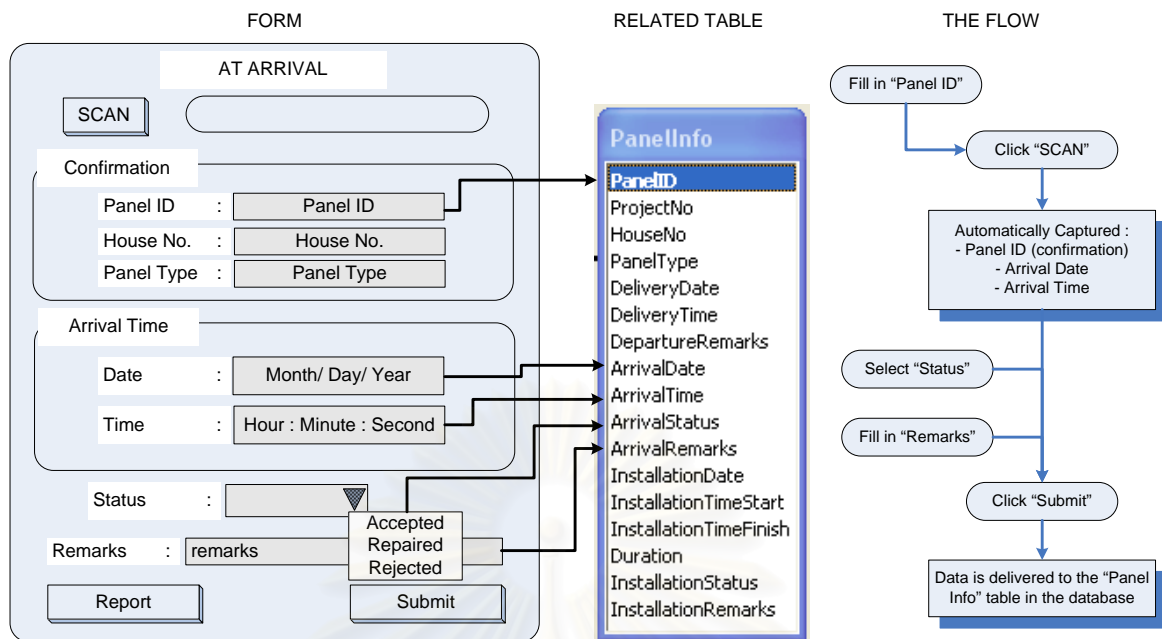 FORM
RELATED TABLE
THE FLOW
AT ARRIVAL
SCAN
Confirmation
Panel ID : Panel ID
House No. : House No.
Panel Type : Panel Type
Arrival Time
Date : Month/ Day/ Year
Time : Hour : Minute : Second
Status :
Accepted
Repaired
Rejected
Remarks : remarks
Report
Submit
PanelInfo
PanelID
ProjectNo
HouseNo
PanelType
DeliveryDate
DeliveryTime
DepartureRemarks
ArrivalDate
ArrivalTime
ArrivalStatus
ArrivalRemarks
InstallationDate
InstallationTimeStart
InstallationTimeFinish
Duration
InstallationStatus
InstallationRemarks
Fill in “Panel ID”
Click “SCAN”
Automatically Captured :
- Panel ID (confirmation)
- Arrival Date
- Arrival Time
Select “Status”
Fill in “Remarks”
Click “Submit”
Data is delivered to the “Panel
Info” table in the database